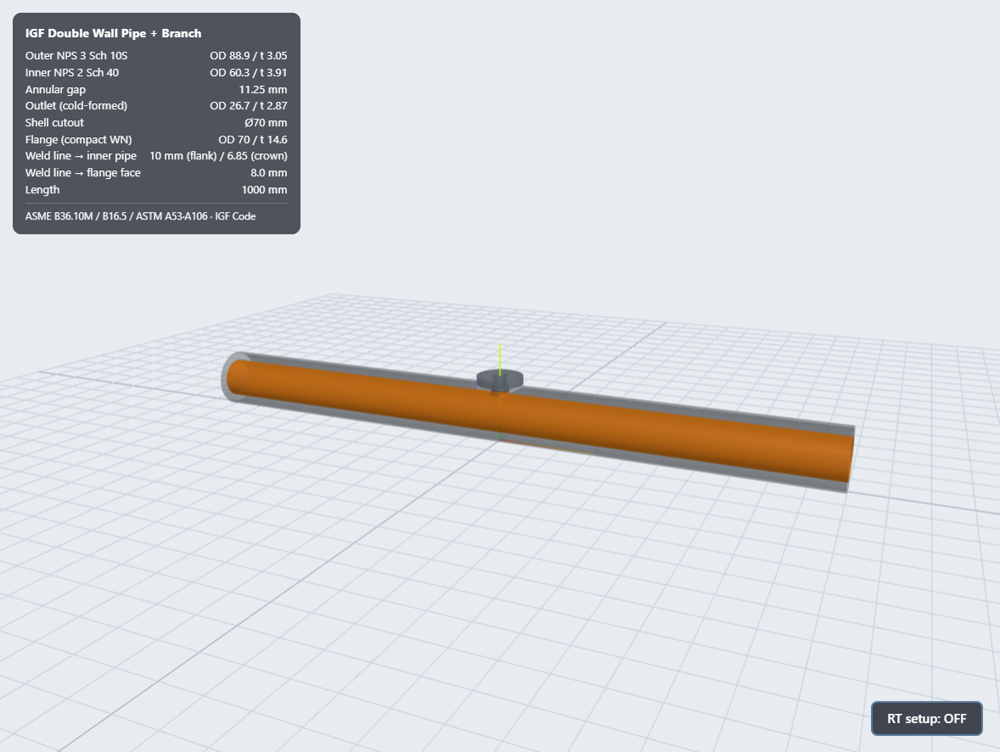 IGF Double Wall Pipe + Branch
Outer NPS 3 Sch 10S OD 88.9 / t 3.05
Inner NPS 2 Sch 40 OD 60.3 / t 3.91
Annular gap 11.25 mm
Outlet (cold-formed) OD 26.7 / t 2.87
Shell cutout Ø70 mm
Flange (compact WN) OD 70 / t 14.6
Weld line → inner pipe 10 mm (flank) / 6.85 (crown)
Weld line → flange face 8.0 mm
Length 1000 mm
ASME B36.10M / B16.5 / ASTM A53·A106 · IGF Code
RT setup: OFF